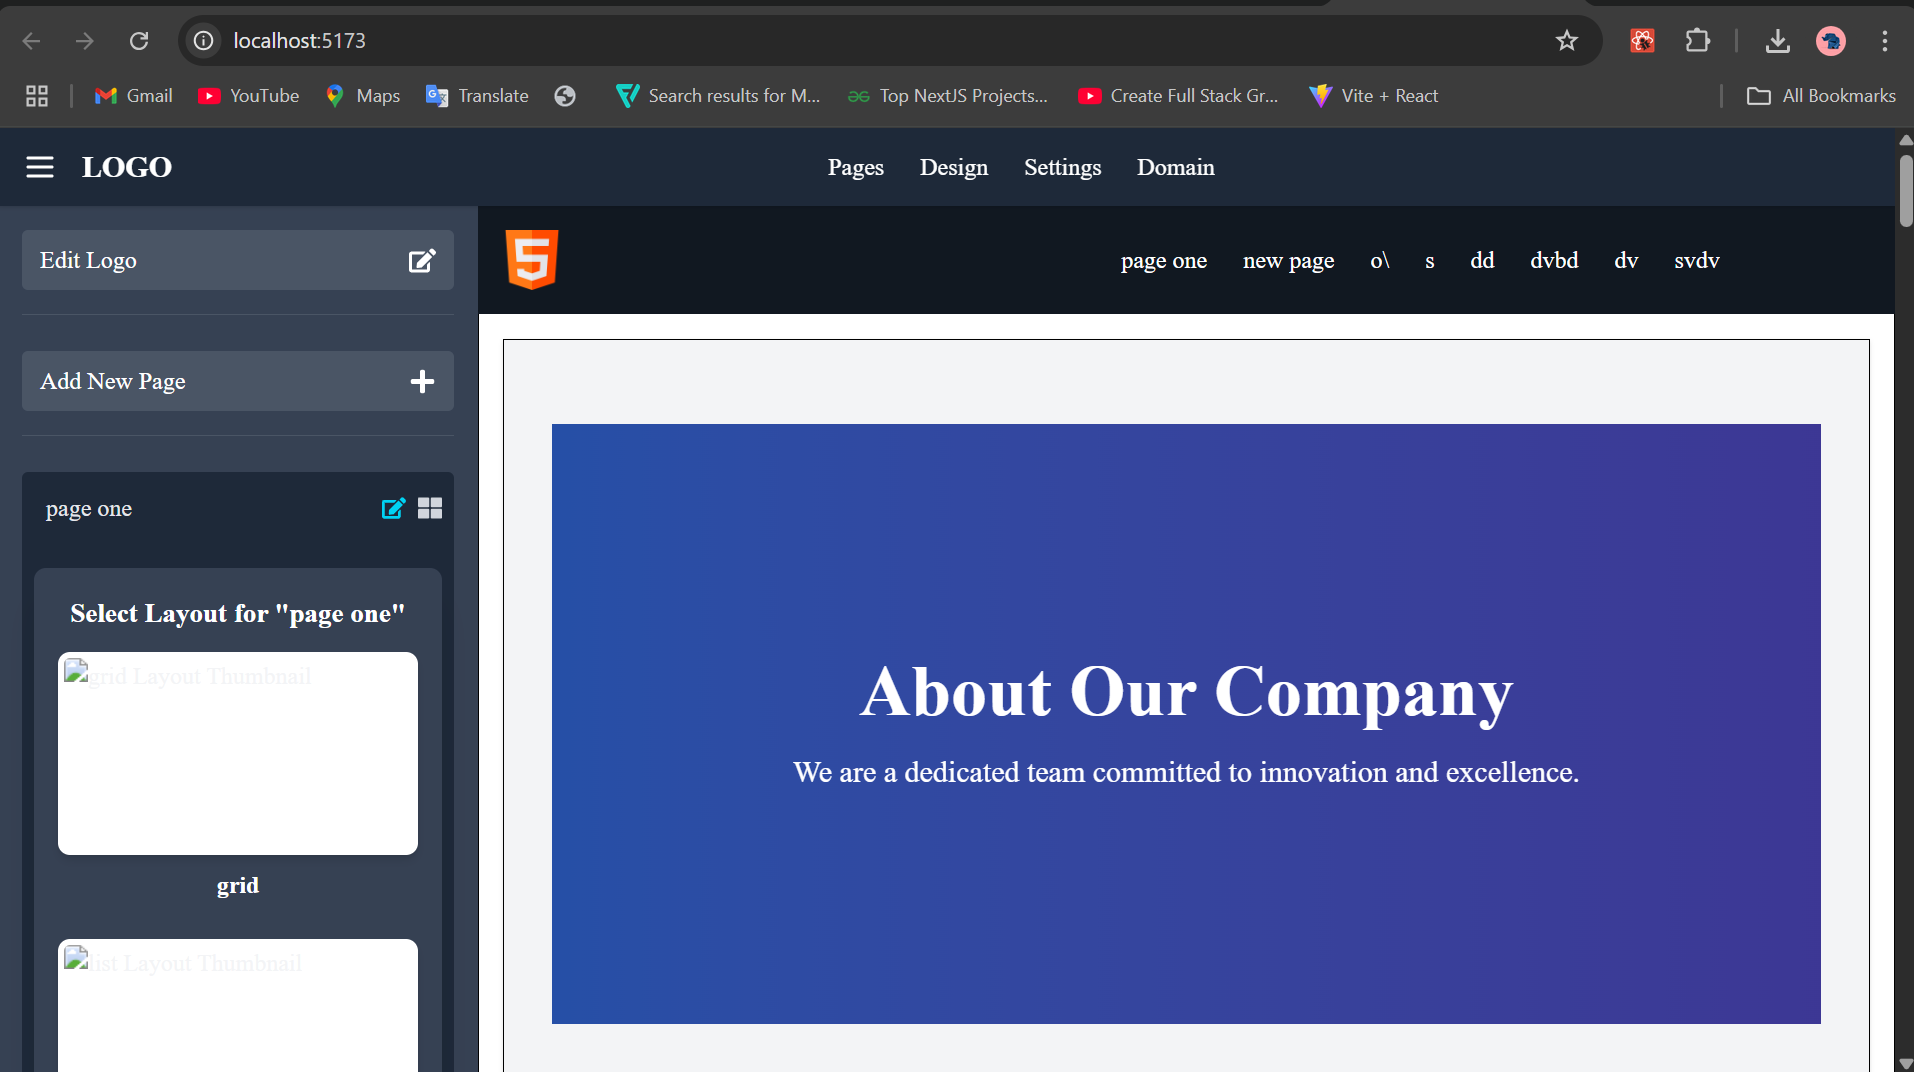 localhost:5173
Gmail YouTube Maps Translate Search results for M... Top NextJS Projects... Create Full Stack Gr... Vite + React All Bookmarks
LOGO Pages Design Settings Domain
Edit Logo
page one new page o\ s dd dvbd dv svdv
Add New Page
page one
Select Layout for "page one"
grid Layout Thumbnail
grid
list Layout Thumbnail
About Our Company
We are a dedicated team committed to innovation and excellence.